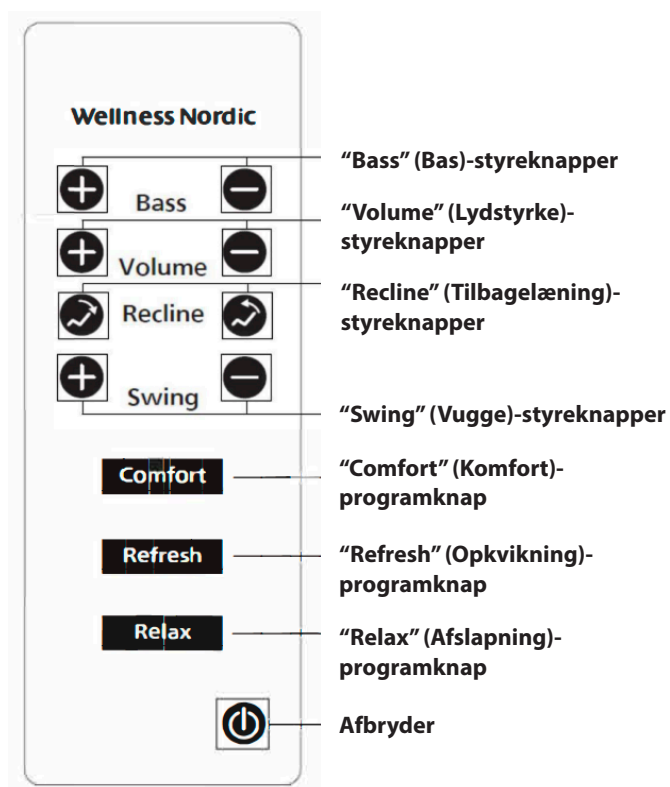 Wellness Nordic
Bass
“Bass” (Bas)-styreknapper
Volume
“Volume” (Lydstyrke)-
styreknapper
Recline
“Recline” (Tilbagelæning)-
styreknapper
Swing
“Swing” (Vugge)-styreknapper
Comfort
“Comfort” (Komfort)-
programknap
Refresh
“Refresh” (Opkvikning)-
programknap
Relax
“Relax” (Afslapning)-
programknap
Afbryder